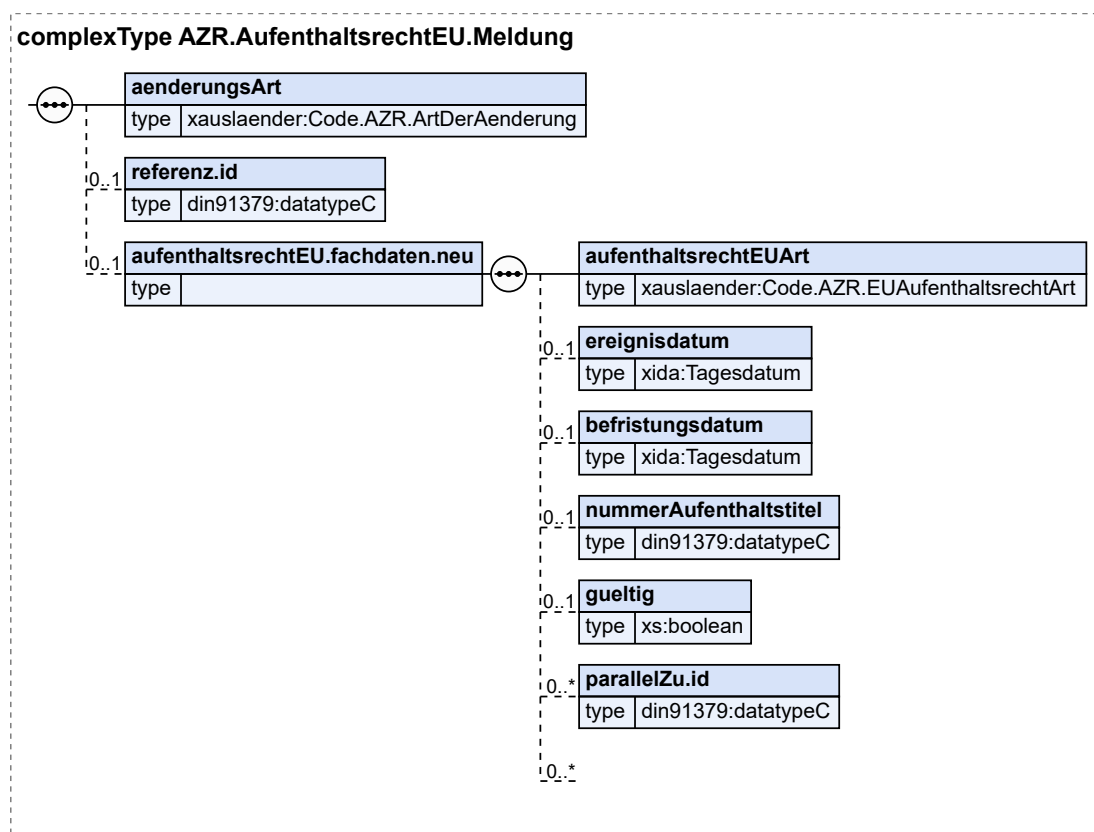 complexType AZR.AufenthaltsrechtEU.Meldung
aenderungsArt
type xauslaender:Code.AZR.ArtDerAenderung
0..1 referenz.id
type din91379:datatypeC
0..1 aufenthaltsrechtEU.fachdaten.neu
type
aufenthaltsrechtEUArt
type xauslaender:Code.AZR.EUAufenthaltsrechtArt
0..1 ereignisdatum
type xida:Tagesdatum
0..1 befristungsdatum
type xida:Tagesdatum
0..1 nummerAufenthaltstitel
type din91379:datatypeC
0..1 gueltig
type xs:boolean
0..* parallelZu.id
type din91379:datatypeC
0..*